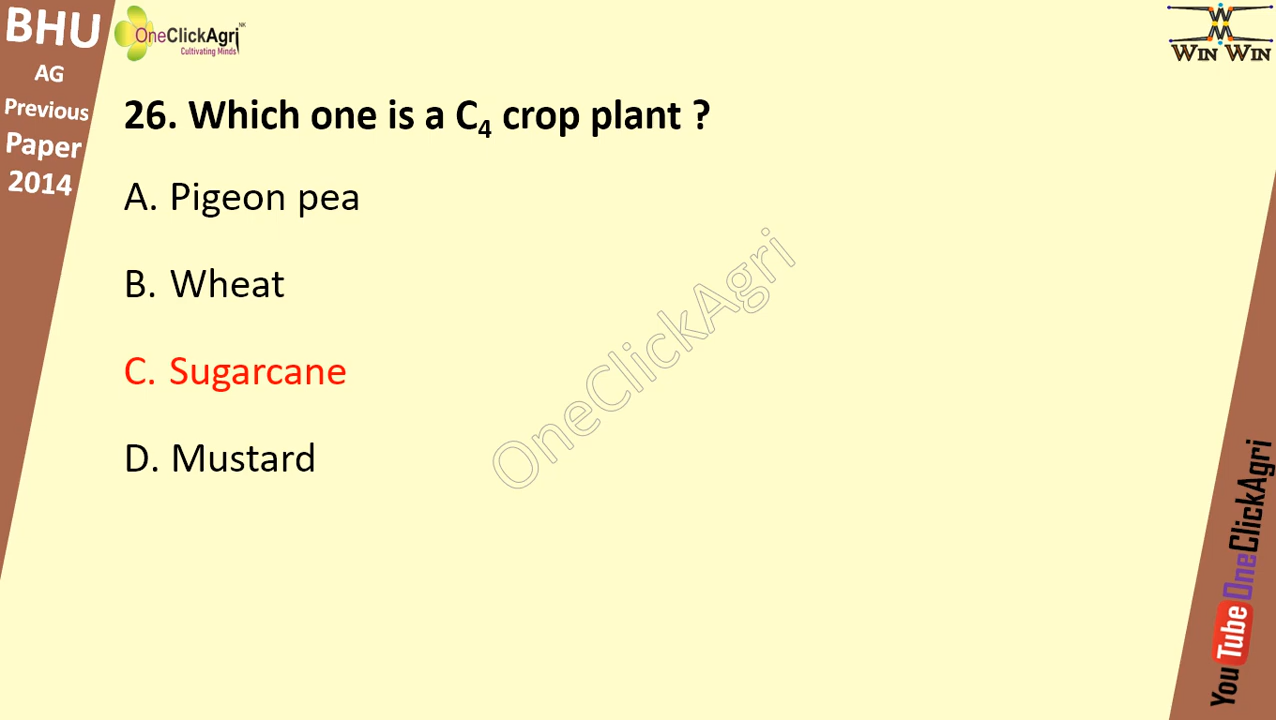 BHU
AG
Previous
Paper
2014
OneClickAgri NK
Cultivating Minds
WIN WIN
26. Which one is a C₄ crop plant ?
A. Pigeon pea
B. Wheat
C. Sugarcane
D. Mustard
OneClickAgri
YouTube OneClickAgri